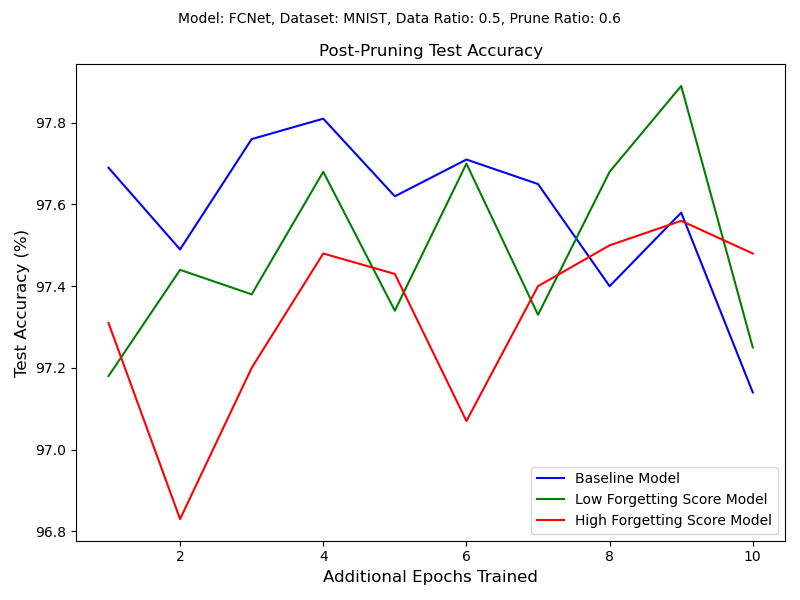 Model: FCNet, Dataset: MNIST, Data Ratio: 0.5, Prune Ratio: 0.6
Post-Pruning Test Accuracy
Test Accuracy (%)
97.8
97.6
97.4
97.2
97.0
96.8
Baseline Model
Low Forgetting Score Model
High Forgetting Score Model
2
4
6
8
10
Additional Epochs Trained